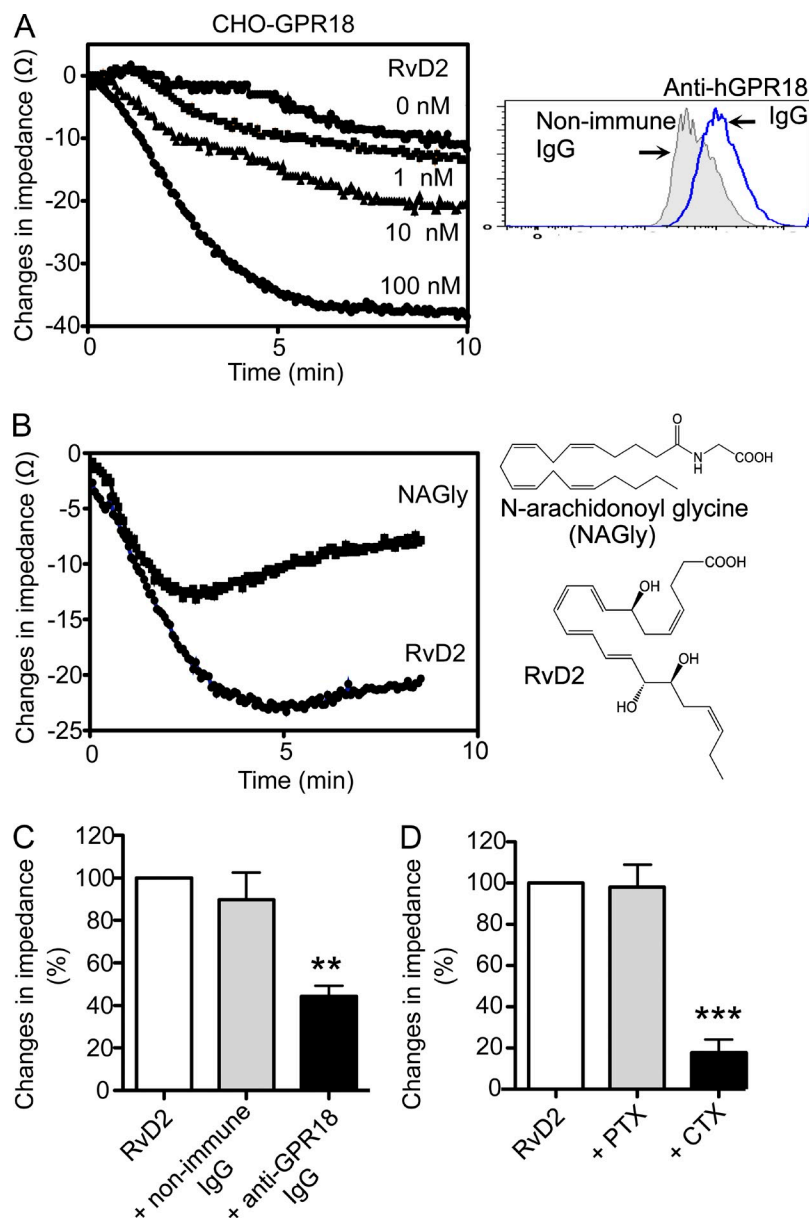 A
CHO-GPR18
Changes in impedance (Ω)
0
-10
-20
-30
-40
RvD2
0 nM
1 nM
10 nM
100 nM
0
5
10
Time (min)
Anti-hGPR18
IgG
Non-immune
IgG
0
0
B
Changes in impedance (Ω)
0
-5
-10
-15
-20
-25
NAGly
RvD2
0
5
10
Time (min)
O
N
H
COOH
N-arachidonoyl glycine
(NAGly)
COOH
OH
OH
HO
RvD2
C
Changes in impedance
(%)
120
100
80
60
40
20
0
**
RvD2
+ non-immune
IgG
+ anti-GPR18
IgG
D
Changes in impedance
(%)
120
100
80
60
40
20
0
***
RvD2
+ PTX
+ CTX